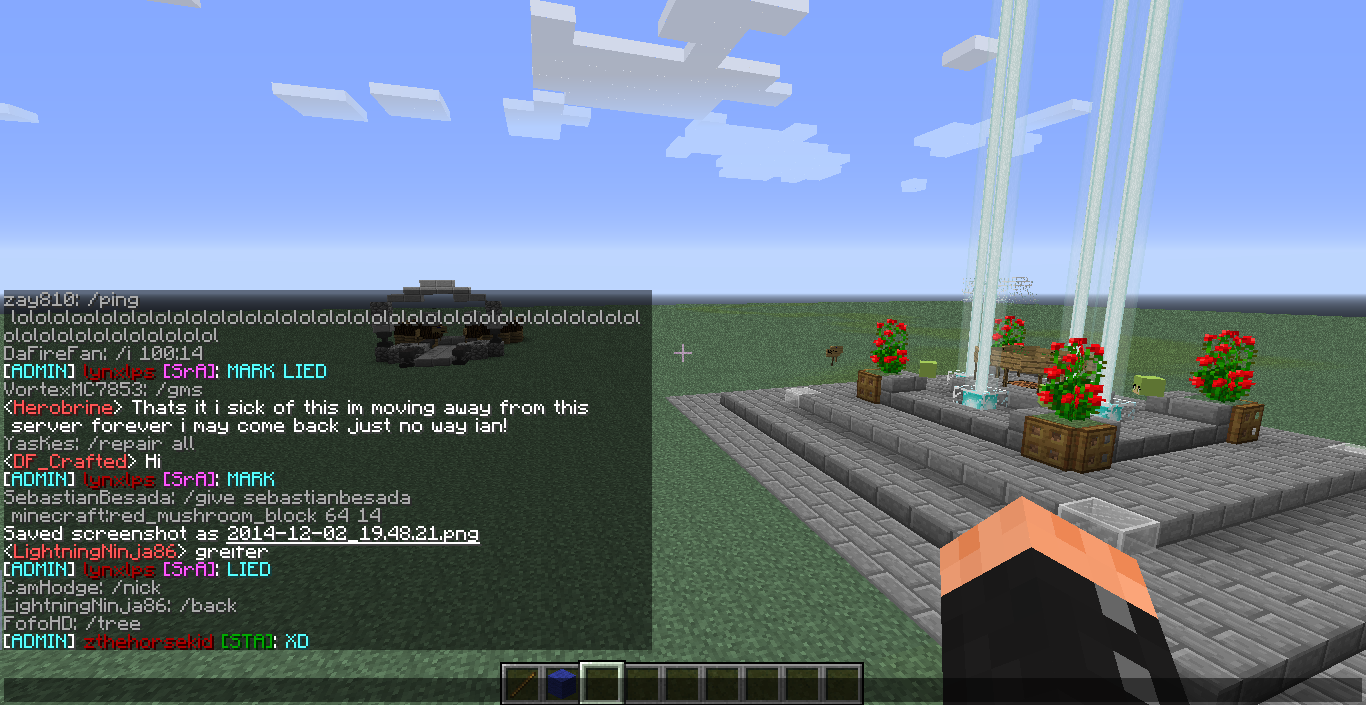 zay810: /ping
lolololoolololololololololololololololololololololololololol
olololololololololololol
DaFireFan: /i 100:14
[ADMIN] lynxlps [SrA]: MARK LIED
VortexMC7853: /gms
<Herobrine> Thats it i sick of this im moving away from this
server forever i may come back just no way ian!
YasKes: /repair all
<DF_Crafted> Hi
[ADMIN] lynxlps [SrA]: MARK
SebastianBesada: /give sebastianbesada
minecraft:red_mushroom_block 64 14
Saved screenshot as 2014-12-02_19.48.21.png
<LightningNinja86> greifer
[ADMIN] lynxlps [SrA]: LIED
CamHodge: /nick
LightningNinja86: /back
FofoHD: /tree
[ADMIN] zthehorsekid [STA]: XD